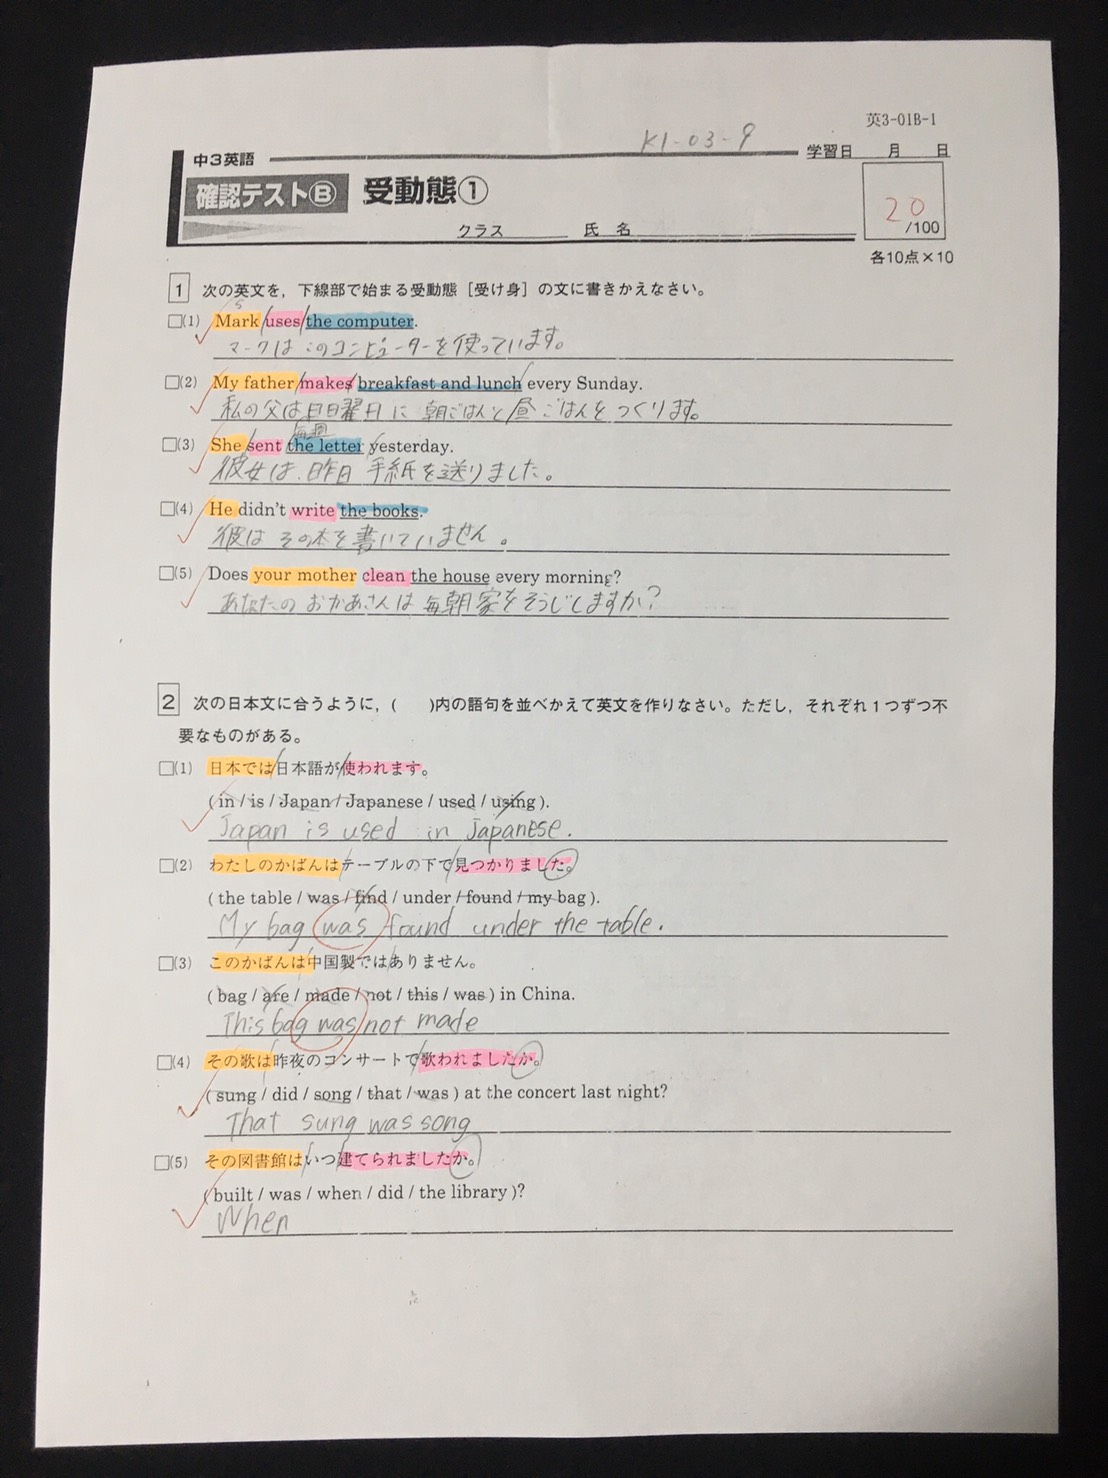 英3-01B-1
K1-03-9
中3英語
学習日 月 日
確認テストⒷ 受動態①
20
/100
クラス 氏 名
各10点×10
1 次の英文を，下線部で始まる受動態［受け身］の文に書きかえなさい。
s
□(1) Mark/uses/the computer.
マークは このコンピューターを使っています。
□(2) My father/makes breakfast and lunch/every Sunday.
私の父は日曜日に 朝ごはんと昼ごはんをつくります。
毎週
□(3) She/sent the letter/yesterday.
彼女は、昨日 手紙を送りました。
□(4) He didn't write the books.
彼は その本を書いていません。
□(5) Does your mother clean the house every morning?
あなたの おかあさんは 毎朝家をそうじしますか?
2 次の日本文に合うように，( )内の語句を並べかえて英文を作りなさい。ただし，それぞれ1つずつ不
要なものがある。
□(1) 日本では/日本語が/使われます。
( in / is / Japan / Japanese / used / using ).
Japan is used in Japanese.
□(2) わたしのかばんは/テーブルの下で/見つかりました。
( the table / was / find / under / found / my bag ).
My bag was found under the table.
□(3) このかばんは/中国製では/ありません。
( bag / are / made / not / this / was ) in China.
This bag was not made
□(4) その歌は/昨夜のコンサートで/歌われましたか。
( sung / did / song / that / was ) at the concert last night?
That sung was song
□(5) その図書館は/いつ/建てられましたか。
( built / was / when / did / the library )?
When